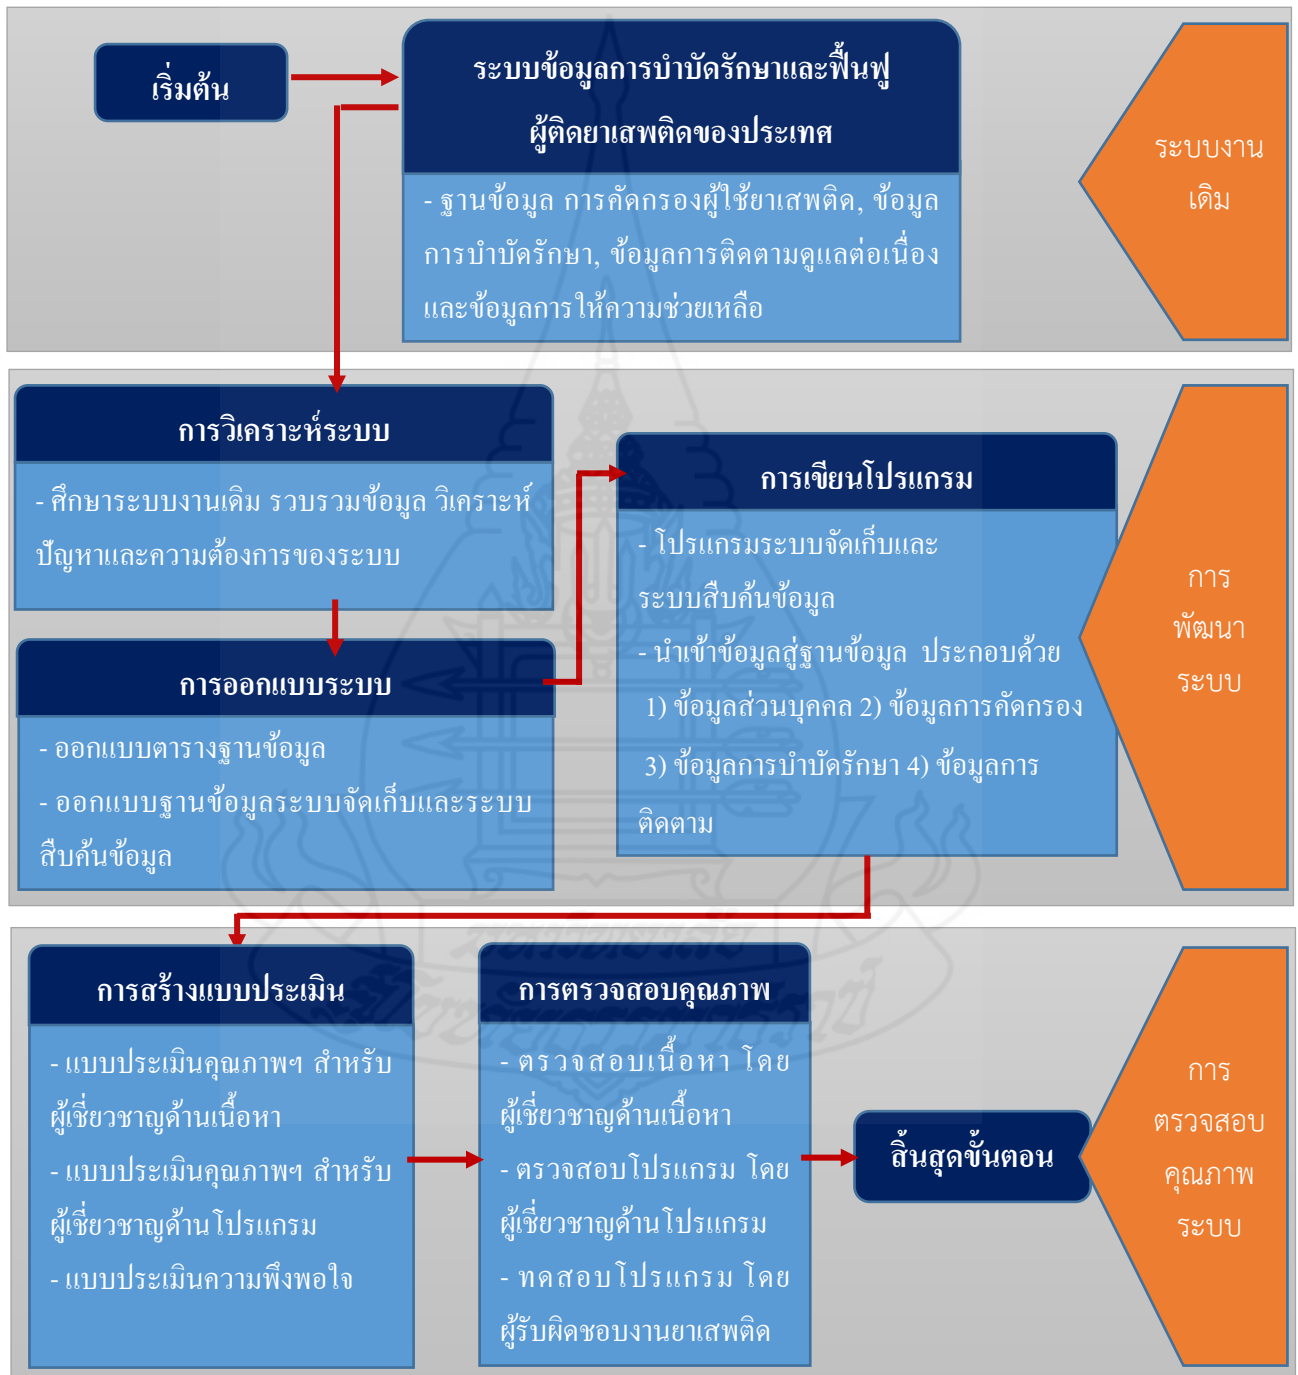 เริ่มต้น
ระบบข้อมูลการบำบัดรักษาและฟื้นฟู
ผู้ติดยาเสพติดของประเทศ
- ฐานข้อมูล การคัดกรองผู้ใช้ยาเสพติด, ข้อมูล
การบำบัดรักษา, ข้อมูลการติดตามดูแลต่อเนื่อง
และข้อมูลการให้ความช่วยเหลือ
ระบบงาน
เดิม
การวิเคราะห์ระบบ
- ศึกษาระบบงานเดิม รวบรวมข้อมูล วิเคราะห์
ปัญหาและความต้องการของระบบ
การออกแบบระบบ
- ออกแบบตารางฐานข้อมูล
- ออกแบบฐานข้อมูลระบบจัดเก็บและระบบ
สืบค้นข้อมูล
การเขียนโปรแกรม
- โปรแกรมระบบจัดเก็บและ
ระบบสืบค้นข้อมูล
- นำเข้าข้อมูลสู่ฐานข้อมูล ประกอบด้วย
1) ข้อมูลส่วนบุคคล 2) ข้อมูลการคัดกรอง
3) ข้อมูลการบำบัดรักษา 4) ข้อมูลการ
ติดตาม
การ
พัฒนา
ระบบ
การสร้างแบบประเมิน
- แบบประเมินคุณภาพฯ สำหรับ
ผู้เชี่ยวชาญด้านเนื้อหา
- แบบประเมินคุณภาพฯ สำหรับ
ผู้เชี่ยวชาญด้านโปรแกรม
- แบบประเมินความพึงพอใจ
การตรวจสอบคุณภาพ
- ตรวจสอบเนื้อหา โดย
ผู้เชี่ยวชาญด้านเนื้อหา
- ตรวจสอบโปรแกรม โดย
ผู้เชี่ยวชาญด้านโปรแกรม
- ทดสอบโปรแกรม โดย
ผู้รับผิดชอบงานยาเสพติด
สิ้นสุดขั้นตอน
การ
ตรวจสอบ
คุณภาพ
ระบบ